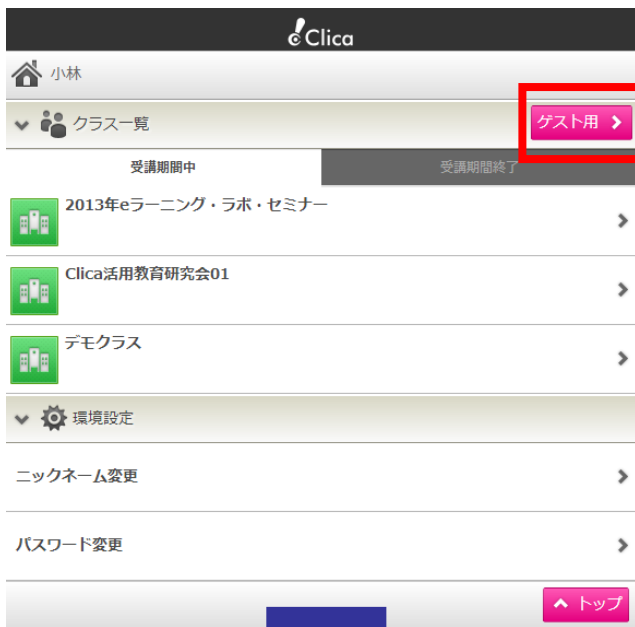 Clica
小林
クラス一覧
ゲスト用
受講期間中
受講期間終了
2013年eラーニング・ラボ・セミナー
Clica活用教育研究会01
デモクラス
環境設定
ニックネーム変更
パスワード変更
トップ